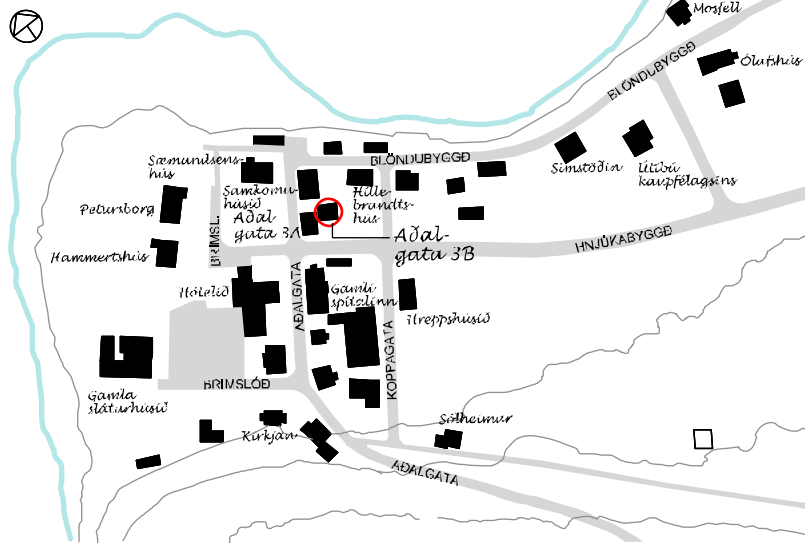 Mosfell
Ólafshús
BLÖNDUBYGGÐ
Símstöðin
Útibú
kaupfélagsins
BLÖNDUBYGGÐ
Sæmundsens-
hús
Samkomu-
húsið
Hille-
brandts-
hús
Pétursborg
Aðal
gata 3A
Aðal-
gata 3B
HNJÚKABYGGÐ
BRIMSL.
Hammertshús
Hótelið
AÐALGATA
Gamli
spítalinn
Hreppshúsið
KOPPAGATA
BRIMSLÓÐ
Gamla
sláturhúsið
Kirkjan
Sólheimar
AÐALGATA